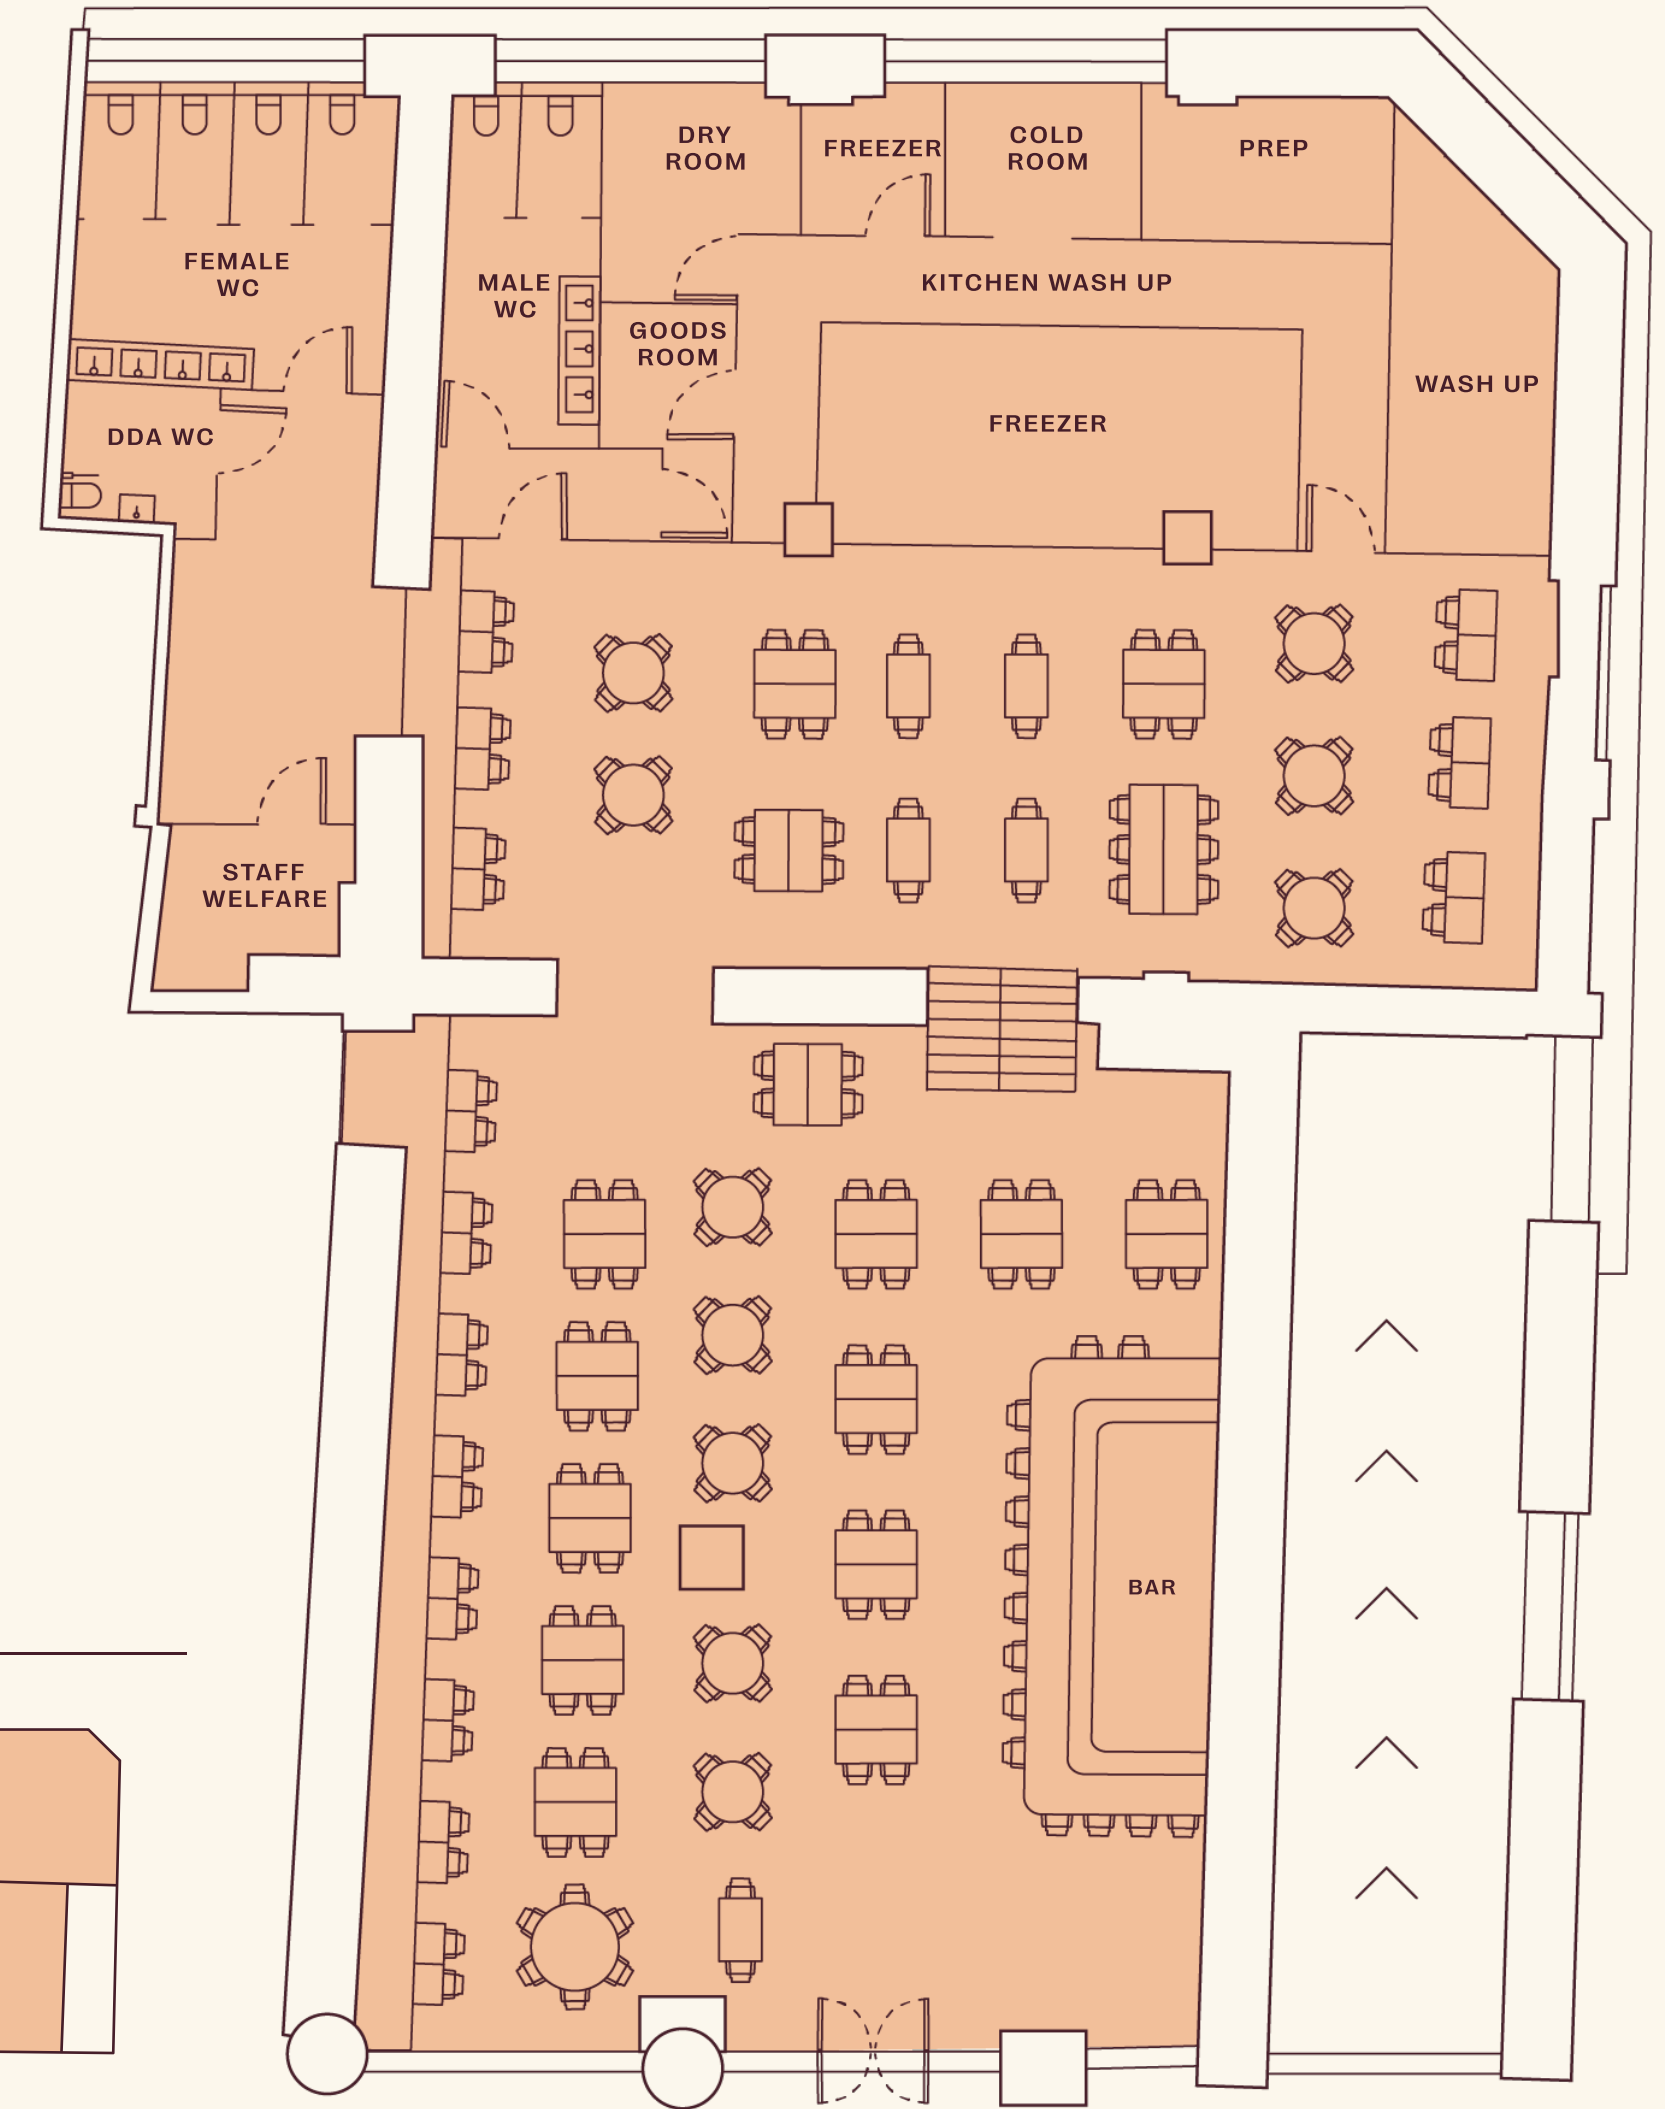 DRY
ROOM
FREEZER
COLD
ROOM
PREP
FEMALE
WC
MALE
WC
KITCHEN WASH UP
GOODS
ROOM
WASH UP
FREEZER
DDA WC
STAFF
WELFARE
BAR